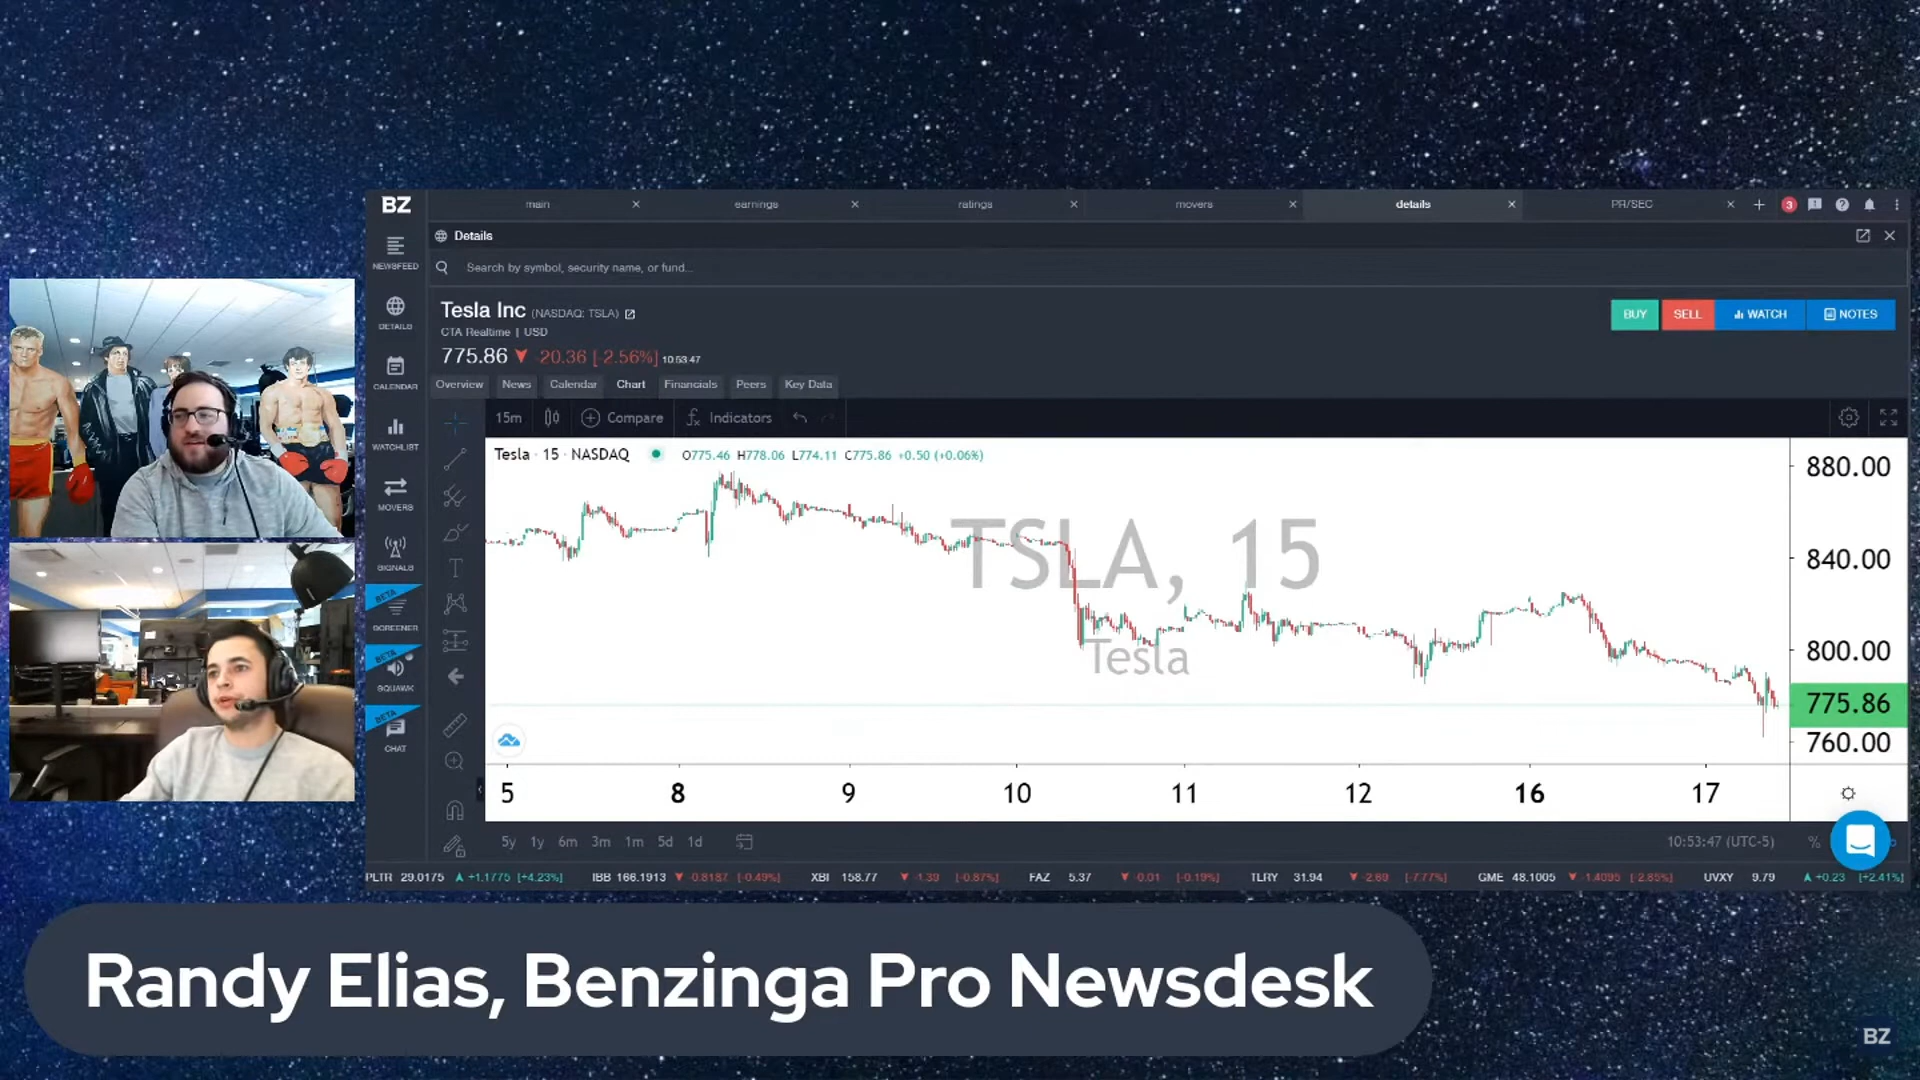 BZ
main
earnings
ratings
movers
details
PR/SEC
3
Details
Search by symbol, security name, or fund...
Tesla Inc (NASDAQ: TSLA)
CTA Realtime | USD
775.86 -20.36 [-2.56%] 10:53:47
BUY
SELL
WATCH
NOTES
Overview News Calendar Chart Financials Peers Key Data
15m Compare Indicators
NEWSFEED
DETAILS
CALENDAR
WATCHLIST
MOVERS
SIGNALS
BETA
SCREENER
BETA
SQUAWK
BETA
CHAT
Tesla · 15 · NASDAQ O775.46 H778.06 L774.11 C775.86 +0.50 (+0.06%)
TSLA, 15
Tesla
880.00
840.00
800.00
775.86
760.00
5 8 9 10 11 12 16 17
5y 1y 6m 3m 1m 5d 1d
10:53:47 (UTC-5) %
PLTR 29.0175 +1.1775 [+4.23%] IBB 166.1913 -0.8187 [-0.49%] XBI 158.77 -1.39 [-0.87%] FAZ 5.37 -0.01 [-0.19%] TLRY 31.94 -2.69 [-7.77%] GME 48.1005 -1.4095 [-2.85%] UVXY 9.79 +0.23 [+2.41%]
Randy Elias, Benzinga Pro Newsdesk
BZ